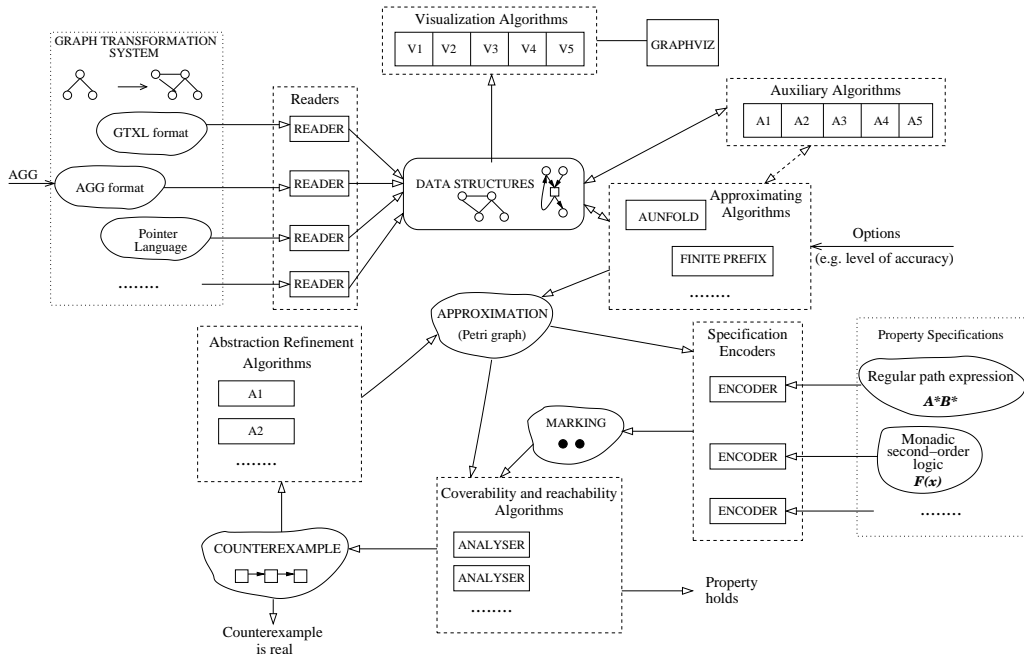 Visualization Algorithms
V1 V2 V3 V4 V5
GRAPHVIZ
GRAPH TRANSFORMATION
SYSTEM
GTXL format
AGG
AGG format
Pointer
Language
........
Readers
READER
READER
READER
READER
DATA STRUCTURES
Auxiliary Algorithms
A1 A2 A3 A4 A5
Approximating
Algorithms
AUNFOLD
FINITE PREFIX
........
Options
(e.g. level of accuracy)
APPROXIMATION
(Petri graph)
Abstraction Refinement
Algorithms
A1
A2
........
Specification
Encoders
ENCODER
ENCODER
ENCODER
Property Specifications
Regular path expression
A*B*
Monadic
second-order
logic
F(x)
........
MARKING
Coverability and reachability
Algorithms
ANALYSER
ANALYSER
........
COUNTEREXAMPLE
Counterexample
is real
Property
holds